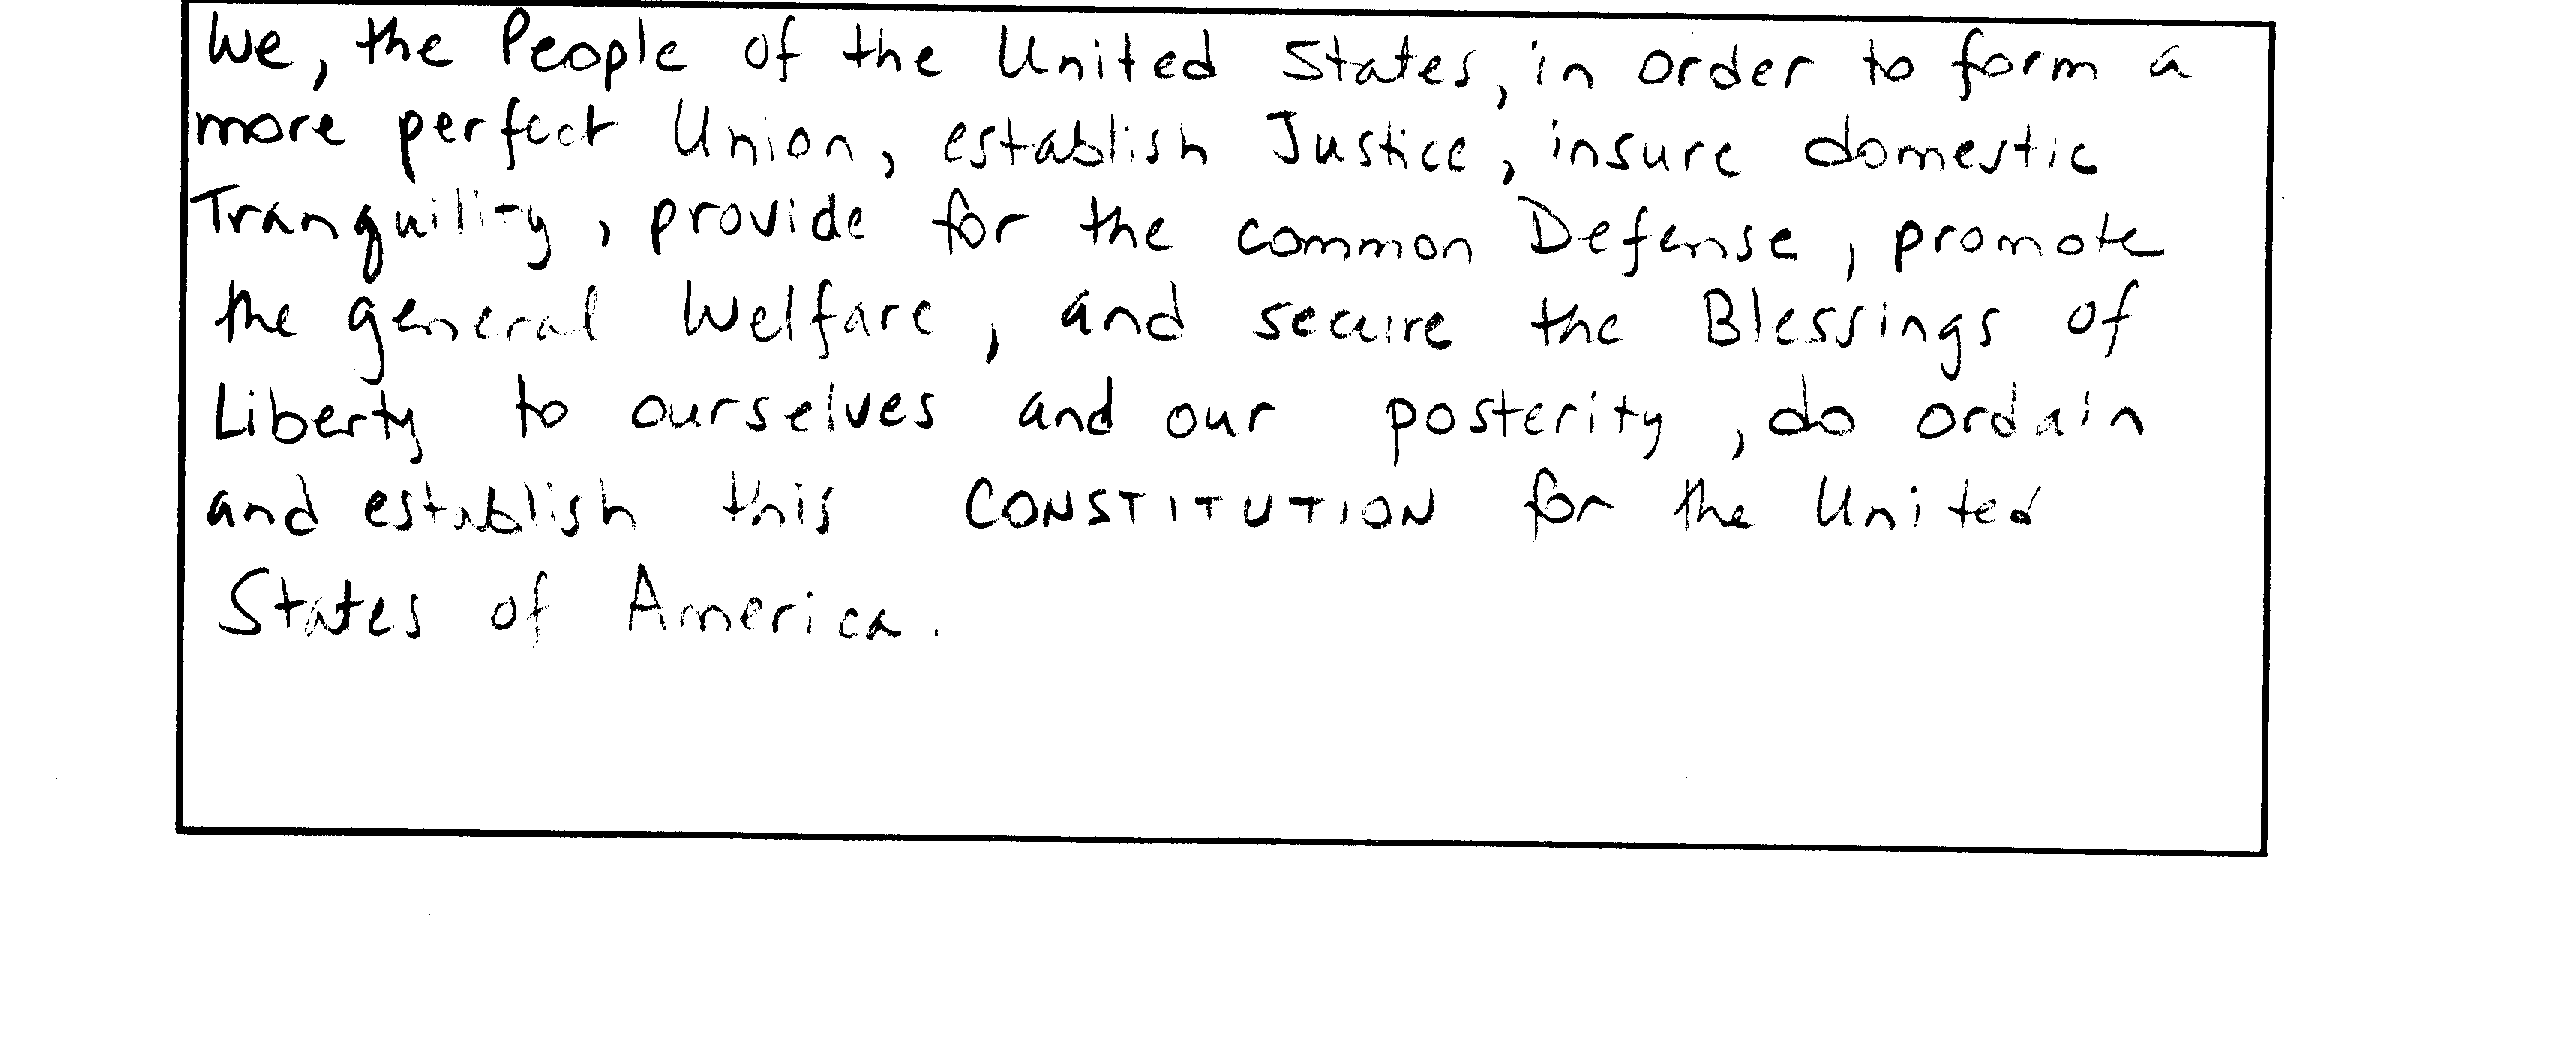 We, the People of the United States, in order to form a
more perfect Union, establish Justice, insure domestic
Tranquility, provide for the common Defense, promote
the general Welfare, and secure the Blessings of
Liberty to ourselves and our posterity, do ordain
and establish this CONSTITUTION for the United
States of America.